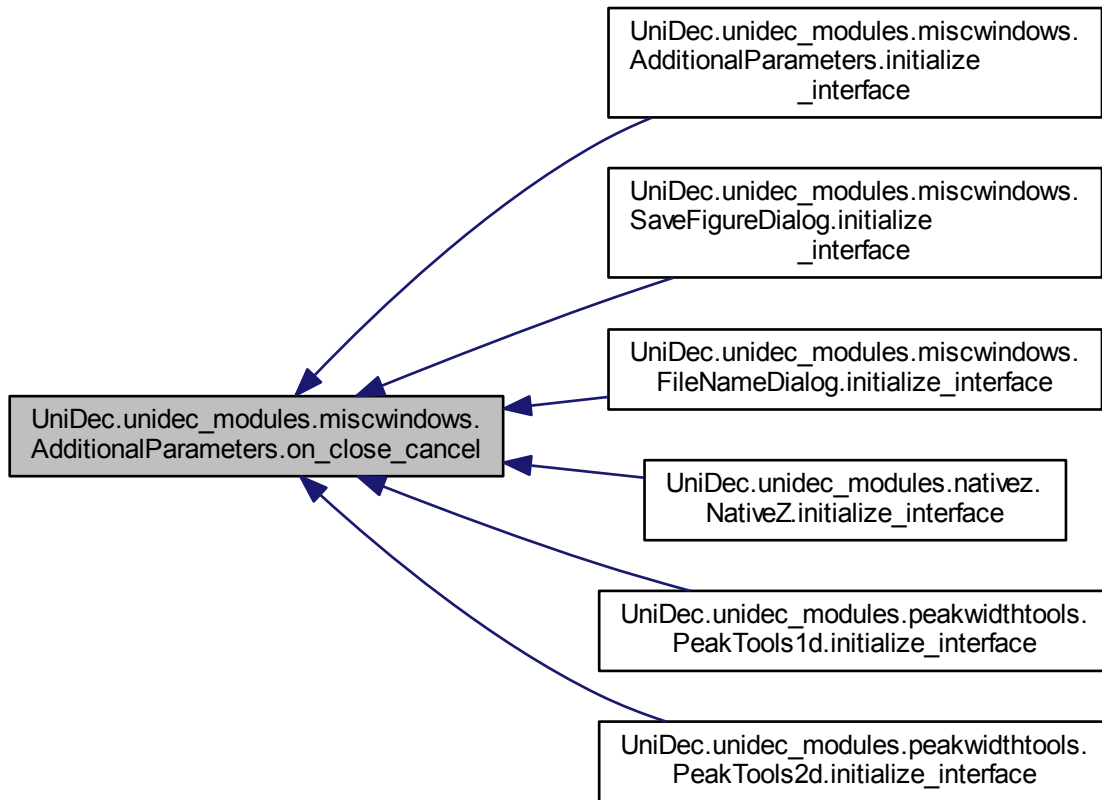 UniDec.unidec_modules.miscwindows.
AdditionalParameters.initialize
_interface
UniDec.unidec_modules.miscwindows.
SaveFigureDialog.initialize
_interface
UniDec.unidec_modules.miscwindows.
FileNameDialog.initialize_interface
UniDec.unidec_modules.miscwindows.
AdditionalParameters.on_close_cancel
UniDec.unidec_modules.nativez.
NativeZ.initialize_interface
UniDec.unidec_modules.peakwidthtools.
PeakTools1d.initialize_interface
UniDec.unidec_modules.peakwidthtools.
PeakTools2d.initialize_interface